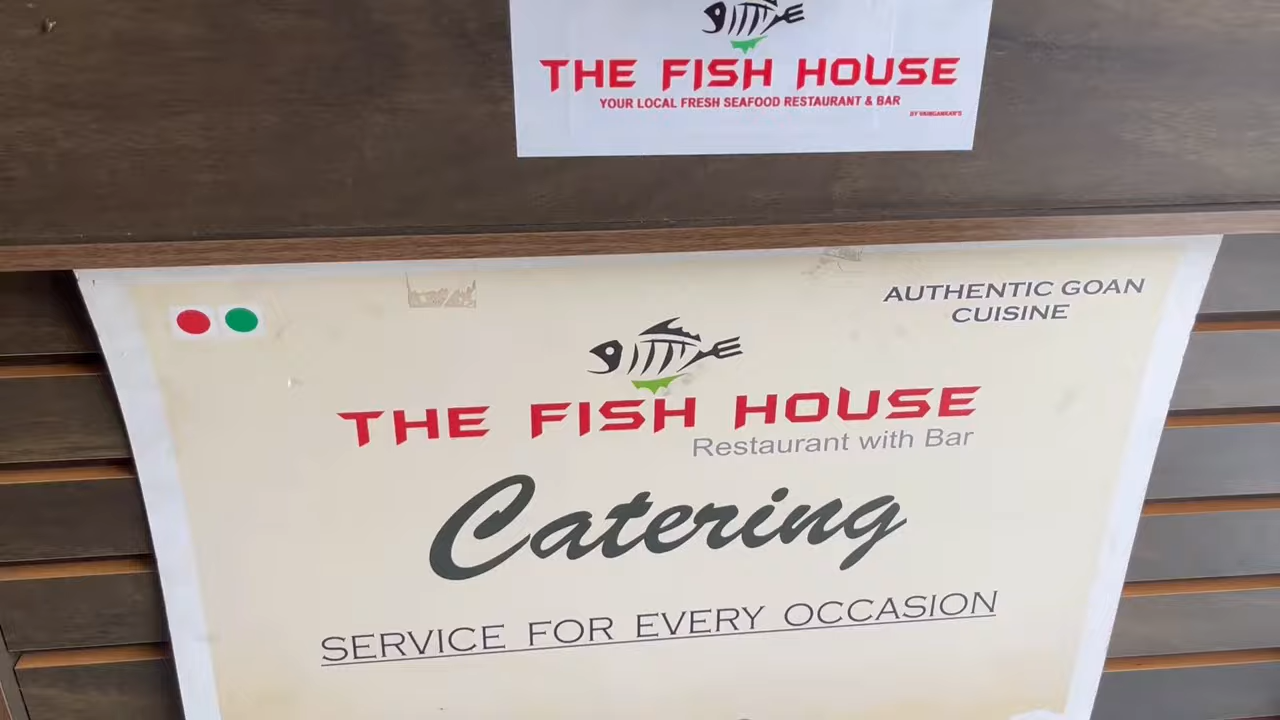 THE FISH HOUSE
YOUR LOCAL FRESH SEAFOOD RESTAURANT & BAR
AUTHENTIC GOAN
CUISINE
THE FISH HOUSE
Restaurant with Bar
Catering
SERVICE FOR EVERY OCCASION